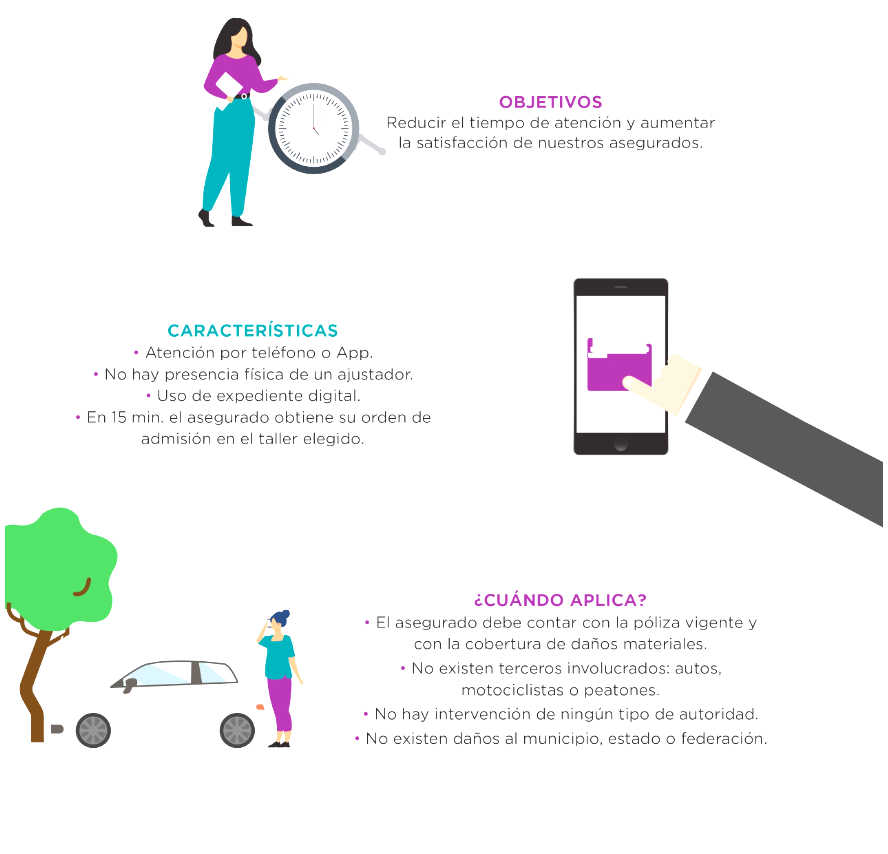 OBJETIVOS
Reducir el tiempo de atención y aumentar
la satisfacción de nuestros asegurados.
CARACTERÍSTICAS
• Atención por teléfono o App.
• No hay presencia física de un ajustador.
• Uso de expediente digital.
• En 15 min. el asegurado obtiene su orden de
admisión en el taller elegido.
¿CUÁNDO APLICA?
• El asegurado debe contar con la póliza vigente y
con la cobertura de daños materiales.
• No existen terceros involucrados: autos,
motociclistas o peatones.
• No hay intervención de ningún tipo de autoridad.
• No existen daños al municipio, estado o federación.